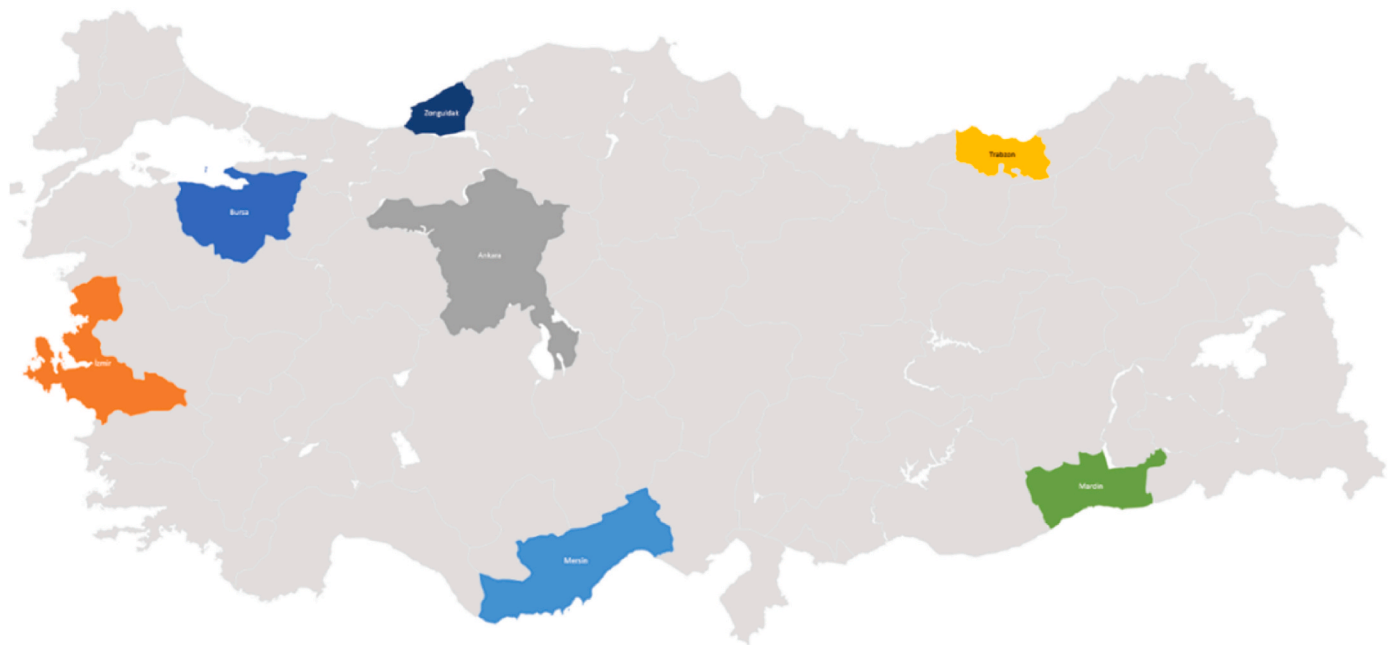 Zonguldak
Trabzon
Bursa
Ankara
İzmir
Mardin
Mersin